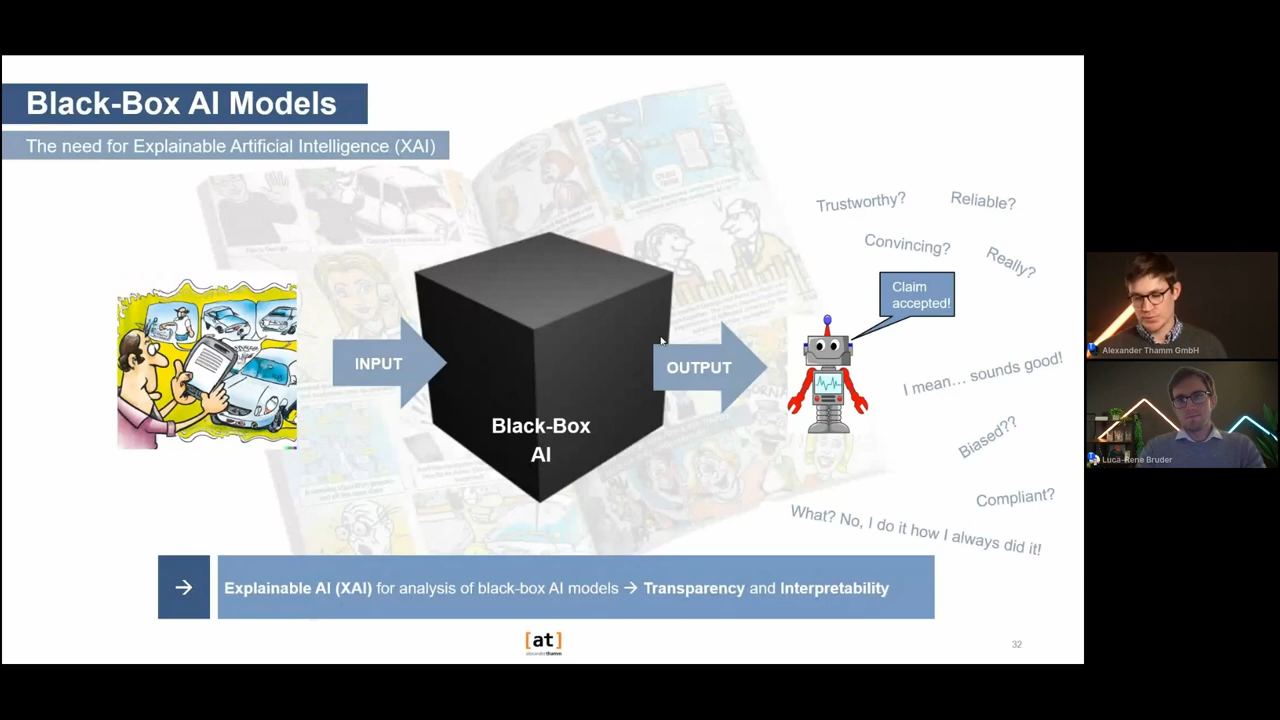 Black-Box AI Models
The need for Explainable Artificial Intelligence (XAI)
Trustworthy?
Reliable?
Convincing?
Really?
Claim
accepted!
INPUT
OUTPUT
Black-Box
AI
I mean… sounds good!
Biased??
Compliant?
What? No, I do it how I always did it!
→ Explainable AI (XAI) for analysis of black-box AI models → Transparency and Interpretability
[at]
alexanderthamm
32
Alexander Thamm GmbH
Luca-Rene Bruder